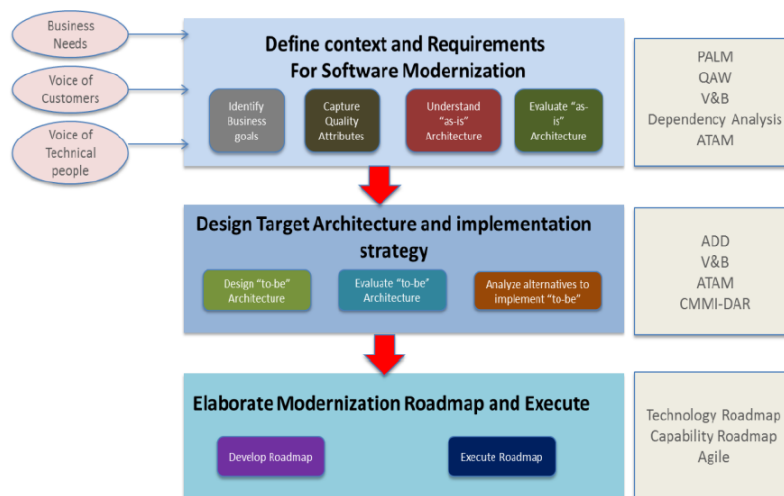 Business
Needs
Voice of
Customers
Voice of
Technical
people
Define context and Requirements
For Software Modernization
Identify
Business
goals
Capture
Quality
Attributes
Understand
"as-is"
Architecture
Evaluate "as-
is"
Architecture
PALM
QAW
V&B
Dependency Analysis
ATAM
Design Target Architecture and implementation
strategy
Design "to-be"
Architecture
Evaluate "to-be"
Architecture
Analyze alternatives to
implement "to-be"
ADD
V&B
ATAM
CMMI-DAR
Elaborate Modernization Roadmap and Execute
Develop Roadmap
Execute Roadmap
Technology Roadmap
Capability Roadmap
Agile